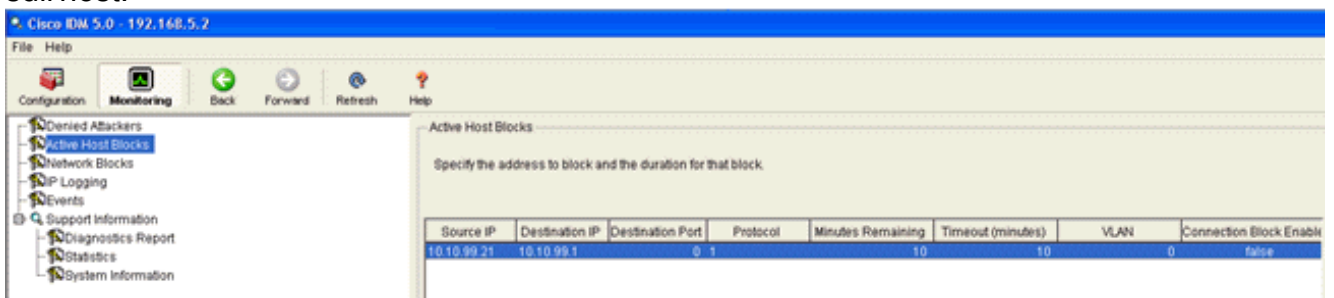 Cisco IDM 5.0 - 192.168.5.2
File Help
Configuration Monitoring Back Forward Refresh Help
Denied Attackers
Active Host Blocks
Network Blocks
IP Logging
Events
Support Information
Diagnostics Report
Statistics
System Information
Active Host Blocks
Specify the address to block and the duration for that block.
Source IP Destination IP Destination Port Protocol Minutes Remaining Timeout (minutes) VLAN Connection Block Enable
10.10.99.21 10.10.99.1 0 1 10 10 0 false